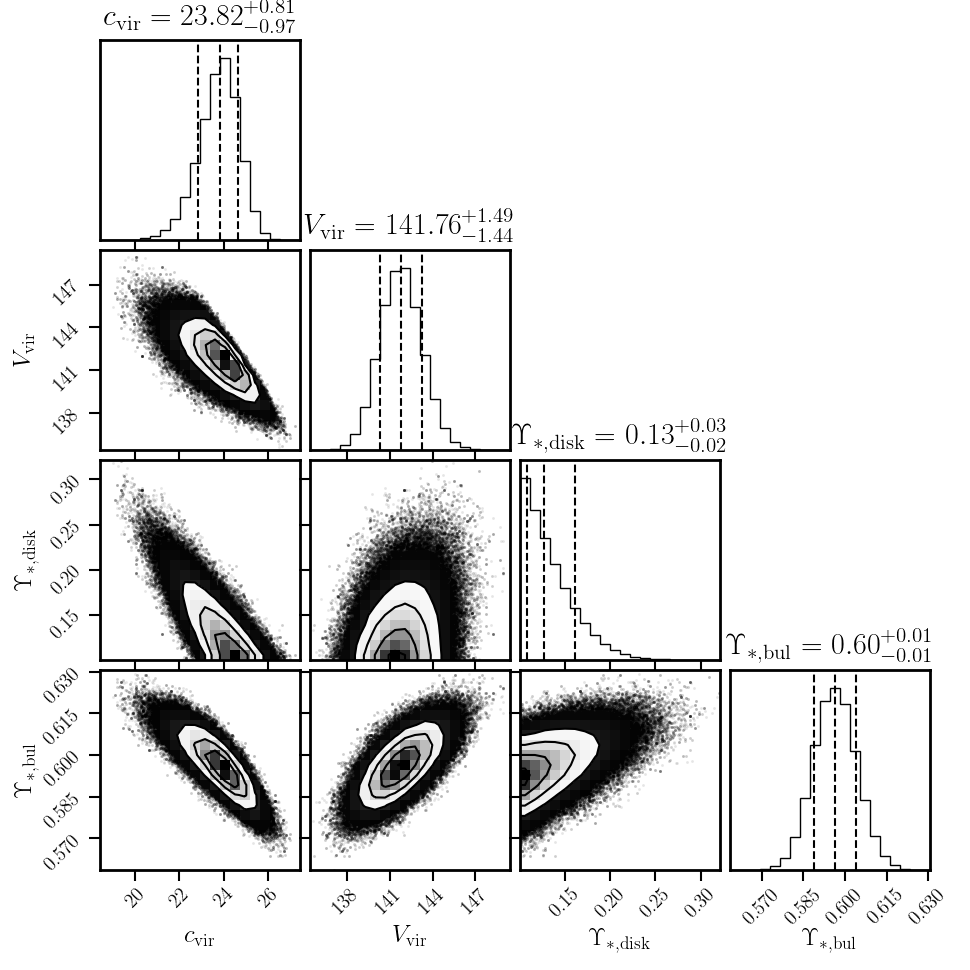 c_vir = 23.82^{+0.81}_{-0.97}
V_vir = 141.76^{+1.49}_{-1.44}
147
144
141
138
V_vir
Υ_{*,disk} = 0.13^{+0.03}_{-0.02}
0.30
0.25
0.20
0.15
Υ_{*,disk}
Υ_{*,bul} = 0.60^{+0.01}_{-0.01}
0.630
0.615
0.600
0.585
0.570
Υ_{*,bul}
20 22 24 26
138 141 144 147
0.15 0.20 0.25 0.30
0.570 0.585 0.600 0.615 0.630
c_vir V_vir Υ_{*,disk} Υ_{*,bul}